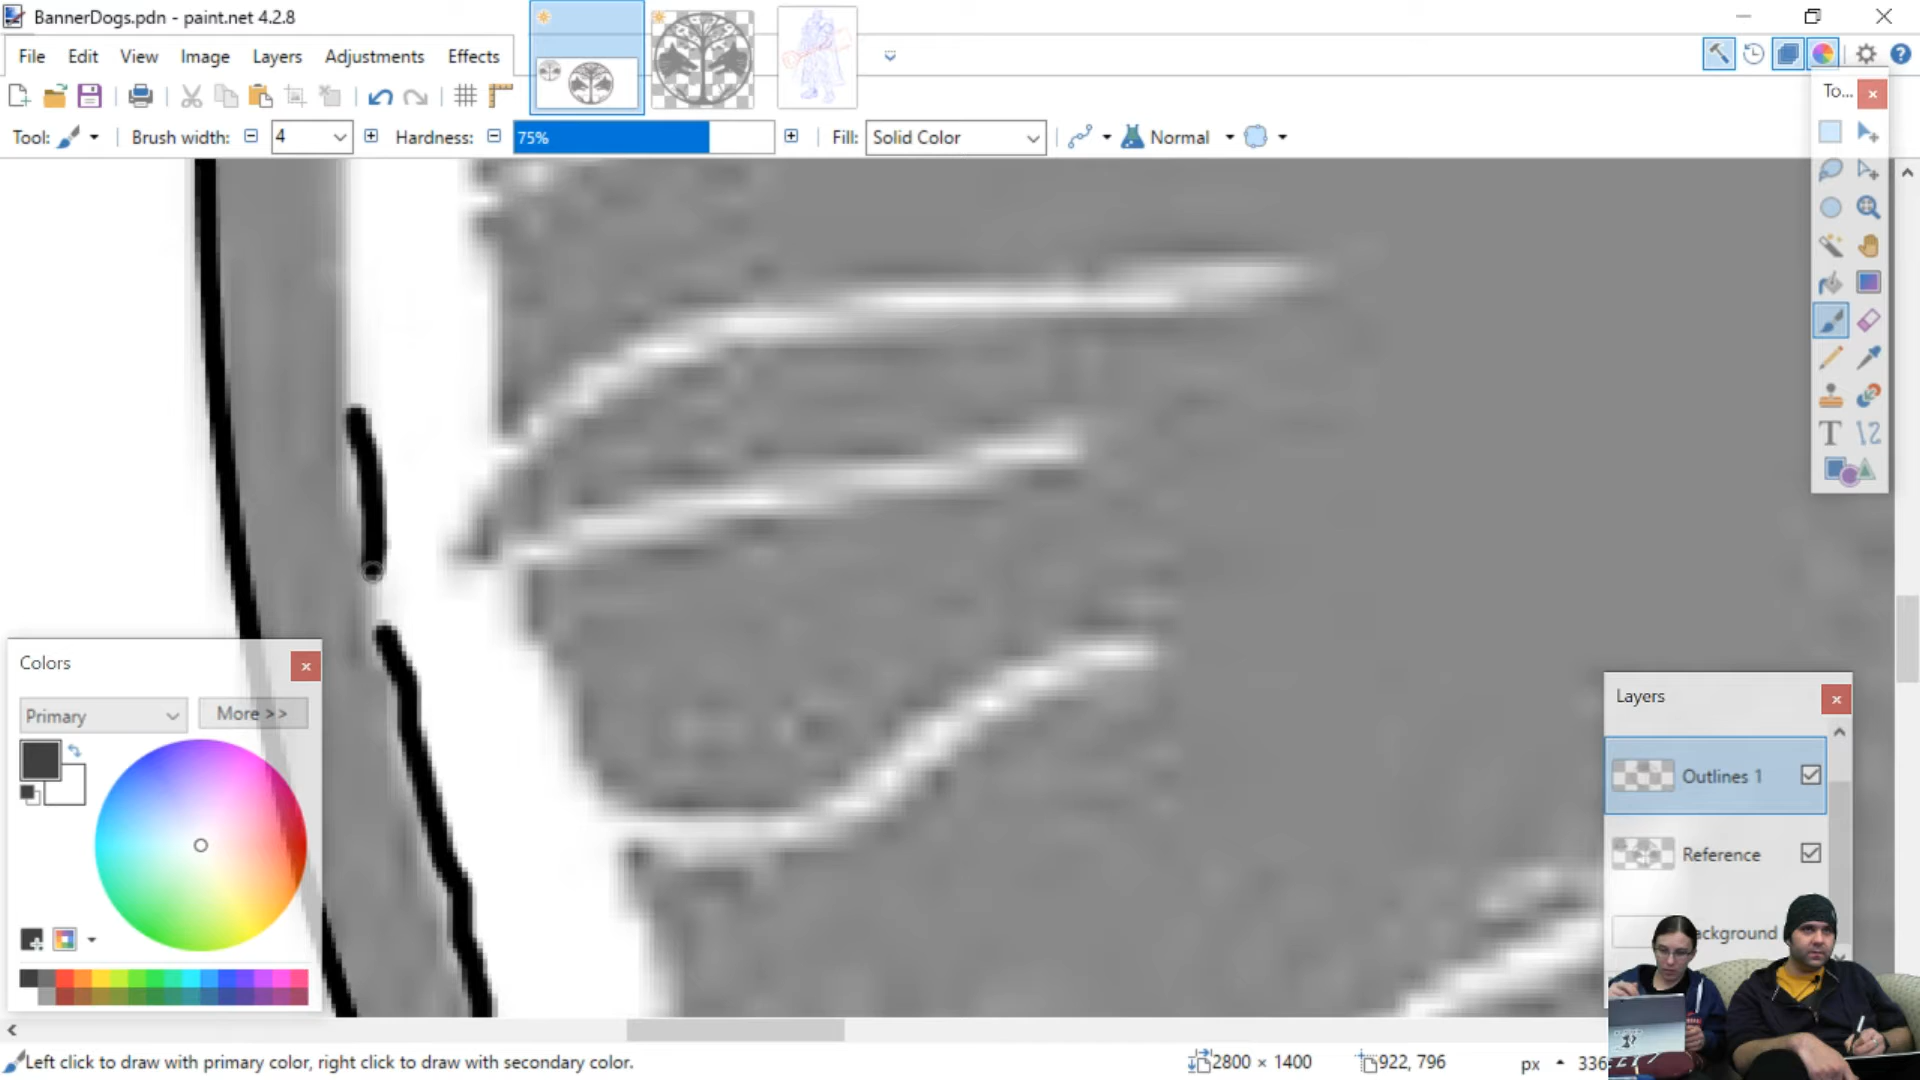 BannerDogs.pdn - paint.net 4.2.8
File Edit View Image Layers Adjustments Effects
Tool: Brush width: 4 Hardness: 75% Fill: Solid Color Normal
To...
Colors
Primary More >>
Layers
Outlines 1
Reference
ackground
Left click to draw with primary color, right click to draw with secondary color.
2800 × 1400 922, 796 px 336